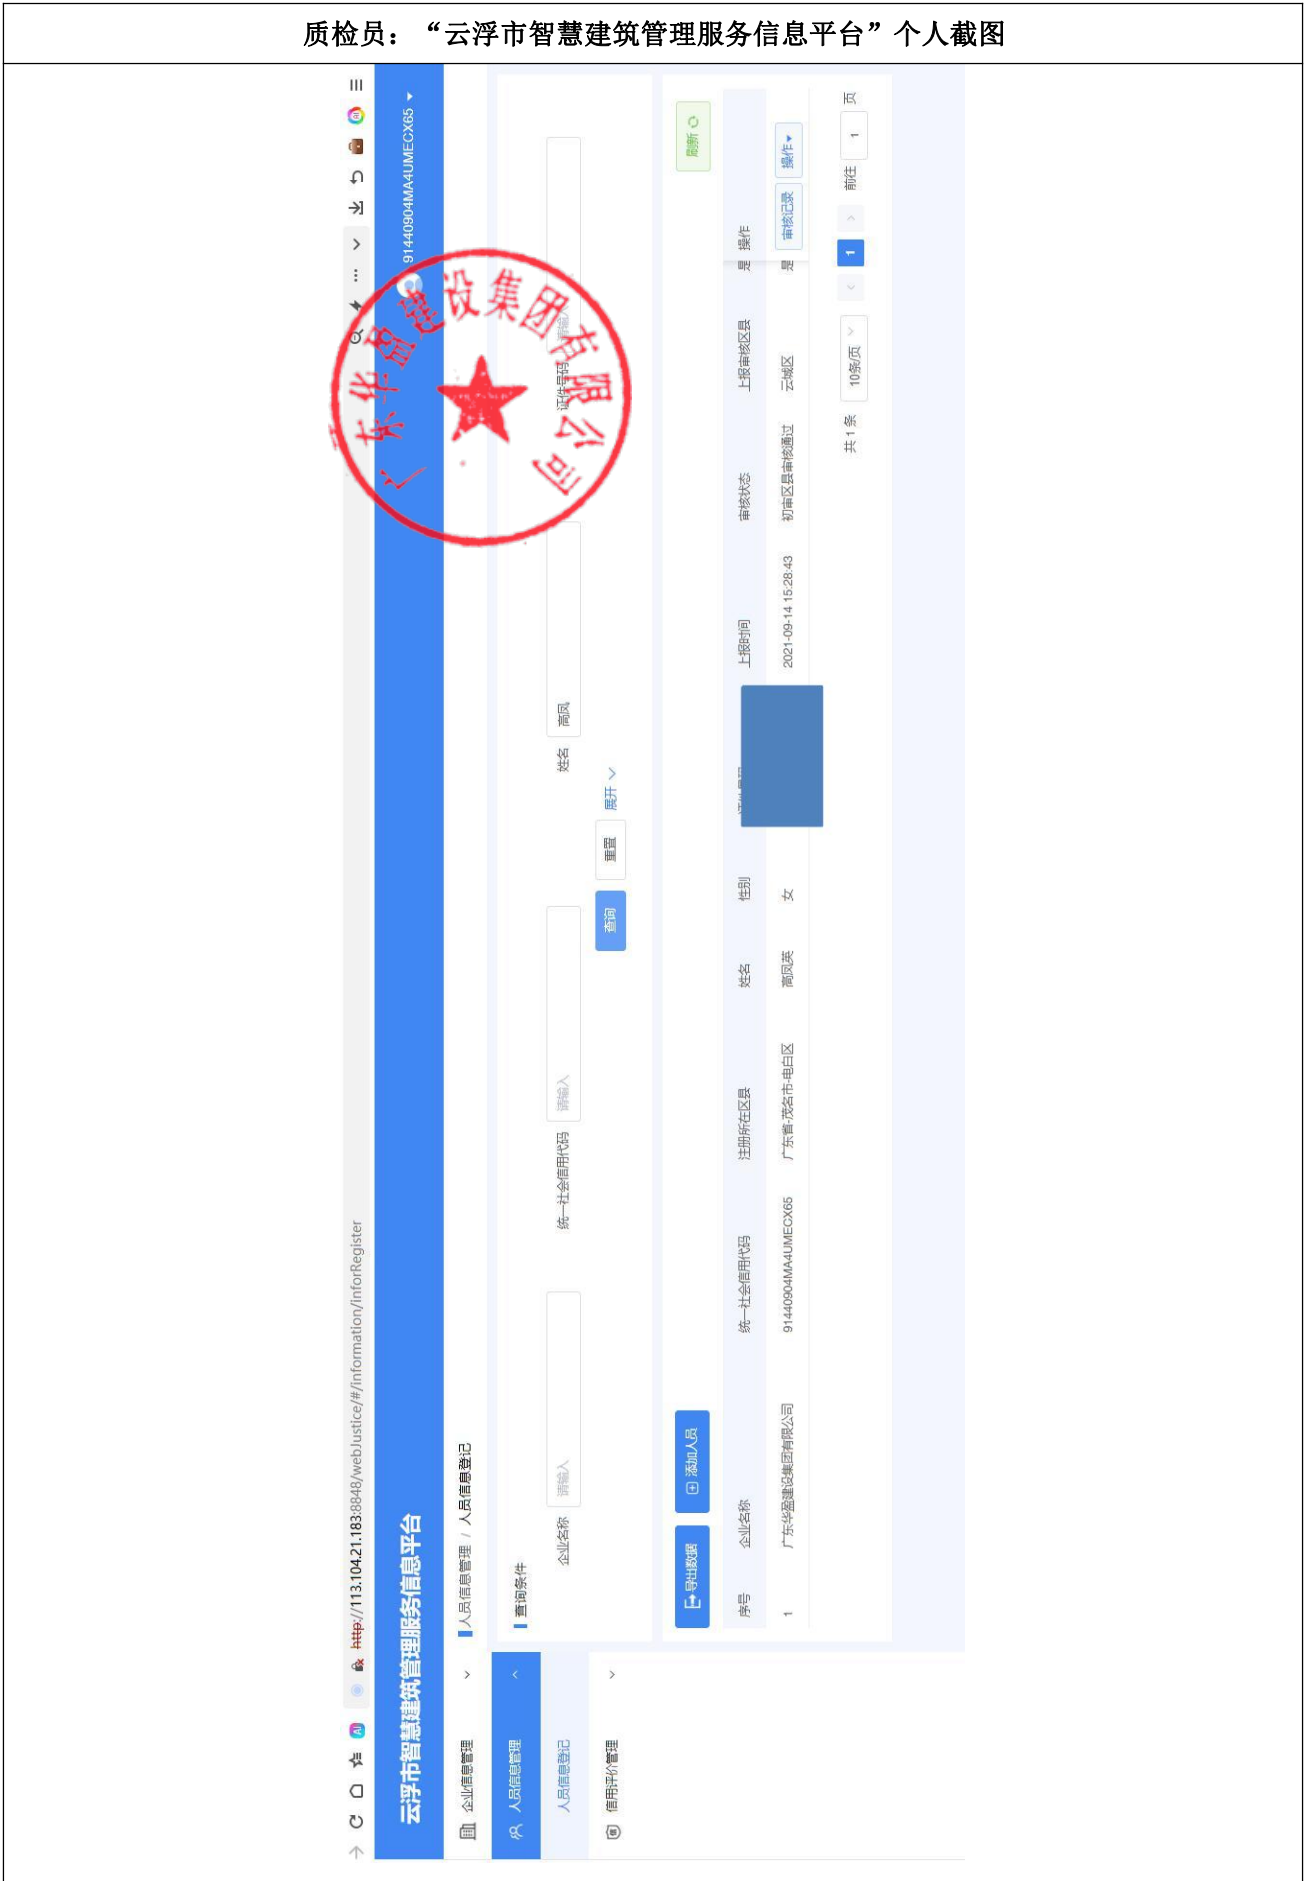 质检员：“云浮市智慧建筑管理服务信息平台”个人截图
http://113.104.21.183:8848/webJustice/#/information/inforRegister
云浮市智慧建筑管理服务信息平台
91440904MA4UMECX65
企业信息管理
人员信息管理
人员信息登记
信用评价管理
人员信息管理 / 人员信息登记
查询条件
企业名称 请输入 统一社会信用代码 请输入 姓名 高凤 证件号码 请输入
查询 重置 展开
导出数据 添加人员 刷新
序号 企业名称 统一社会信用代码 注册所在区县 姓名 性别 上报时间 审核状态 上报审核区县 是 操作
1 广东华盈建设集团有限公司 91440904MA4UMECX65 广东省-茂名市-电白区 高凤英 女 2021-09-14 15:28:43 初审区县审核通过 云城区 是 审核记录 操作
共 1 条 10条/页 1 前往 1 页
广东华盈建设集团有限公司